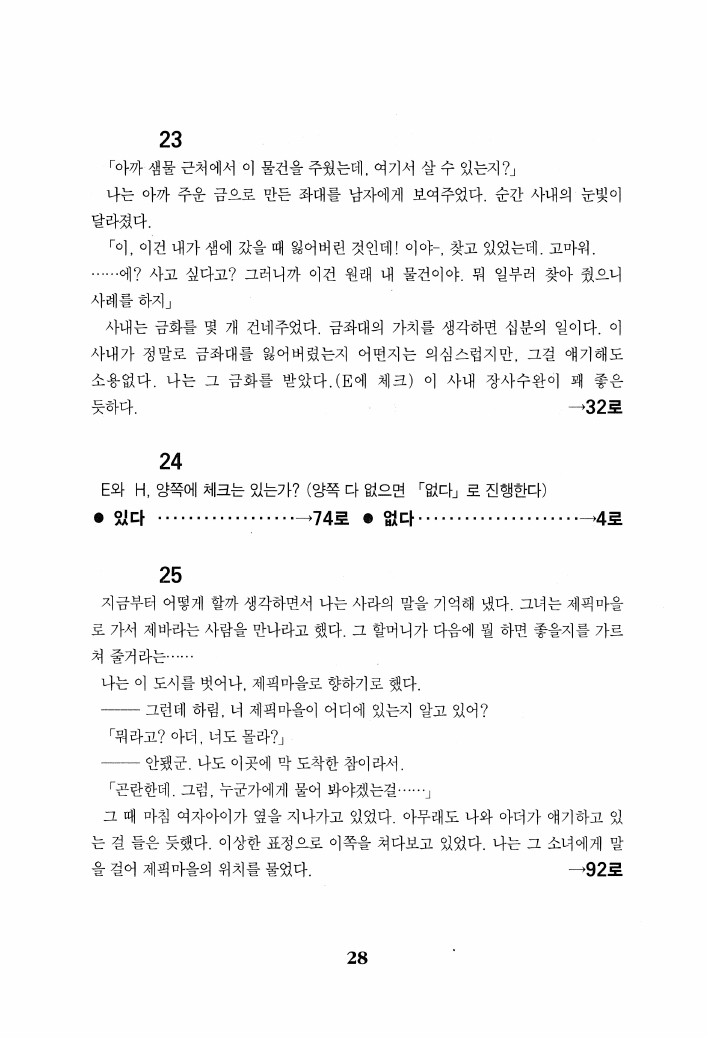 23
「아까 샘물 근처에서 이 물건을 주웠는데, 여기서 살 수 있는지?」
나는 아까 주운 금으로 만든 좌대를 남자에게 보여주었다. 순간 사내의 눈빛이
달라졌다.
「이, 이건 내가 샘에 갔을 때 잃어버린 것인데! 이야-, 찾고 있었는데. 고마워.
……에? 사고 싶다고? 그러니까 이건 원래 내 물건이야. 뭐 일부러 찾아 줬으니
사례를 하지」
사내는 금화를 몇 개 건네주었다. 금좌대의 가치를 생각하면 십분의 일이다. 이
사내가 정말로 금좌대를 잃어버렸는지 어떤지는 의심스럽지만, 그걸 얘기해도
소용없다. 나는 그 금화를 받았다.(E에 체크) 이 사내 장사수완이 꽤 좋은
듯하다. →32로
24
E와 H, 양쪽에 체크는 있는가? (양쪽 다 없으면 「없다」로 진행한다)
● 있다 ··················→74로 ● 없다·····················→4로
25
지금부터 어떻게 할까 생각하면서 나는 사라의 말을 기억해 냈다. 그녀는 제픽마을
로 가서 제바라는 사람을 만나라고 했다. 그 할머니가 다음에 뭘 하면 좋을지를 가르
쳐 줄거라는……
나는 이 도시를 벗어나, 제픽마을로 향하기로 했다.
─── 그런데 하림, 너 제픽마을이 어디에 있는지 알고 있어?
「뭐라고? 아더, 너도 몰라?」
─── 안됐군. 나도 이곳에 막 도착한 참이라서.
「곤란한데. 그럼, 누군가에게 물어 봐야겠는걸……」
그 때 마침 여자아이가 옆을 지나가고 있었다. 아무래도 나와 아더가 얘기하고 있
는 걸 들은 듯했다. 이상한 표정으로 이쪽을 쳐다보고 있었다. 나는 그 소녀에게 말
을 걸어 제픽마을의 위치를 물었다. →92로
28